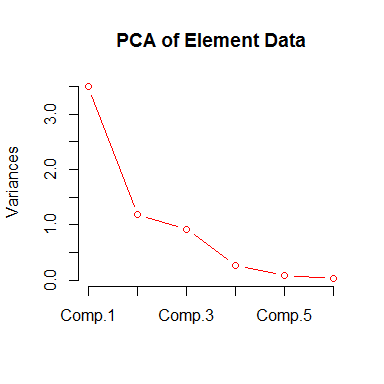 PCA of Element Data
Variances
3.0
2.0
1.0
0.0
Comp.1 Comp.3 Comp.5